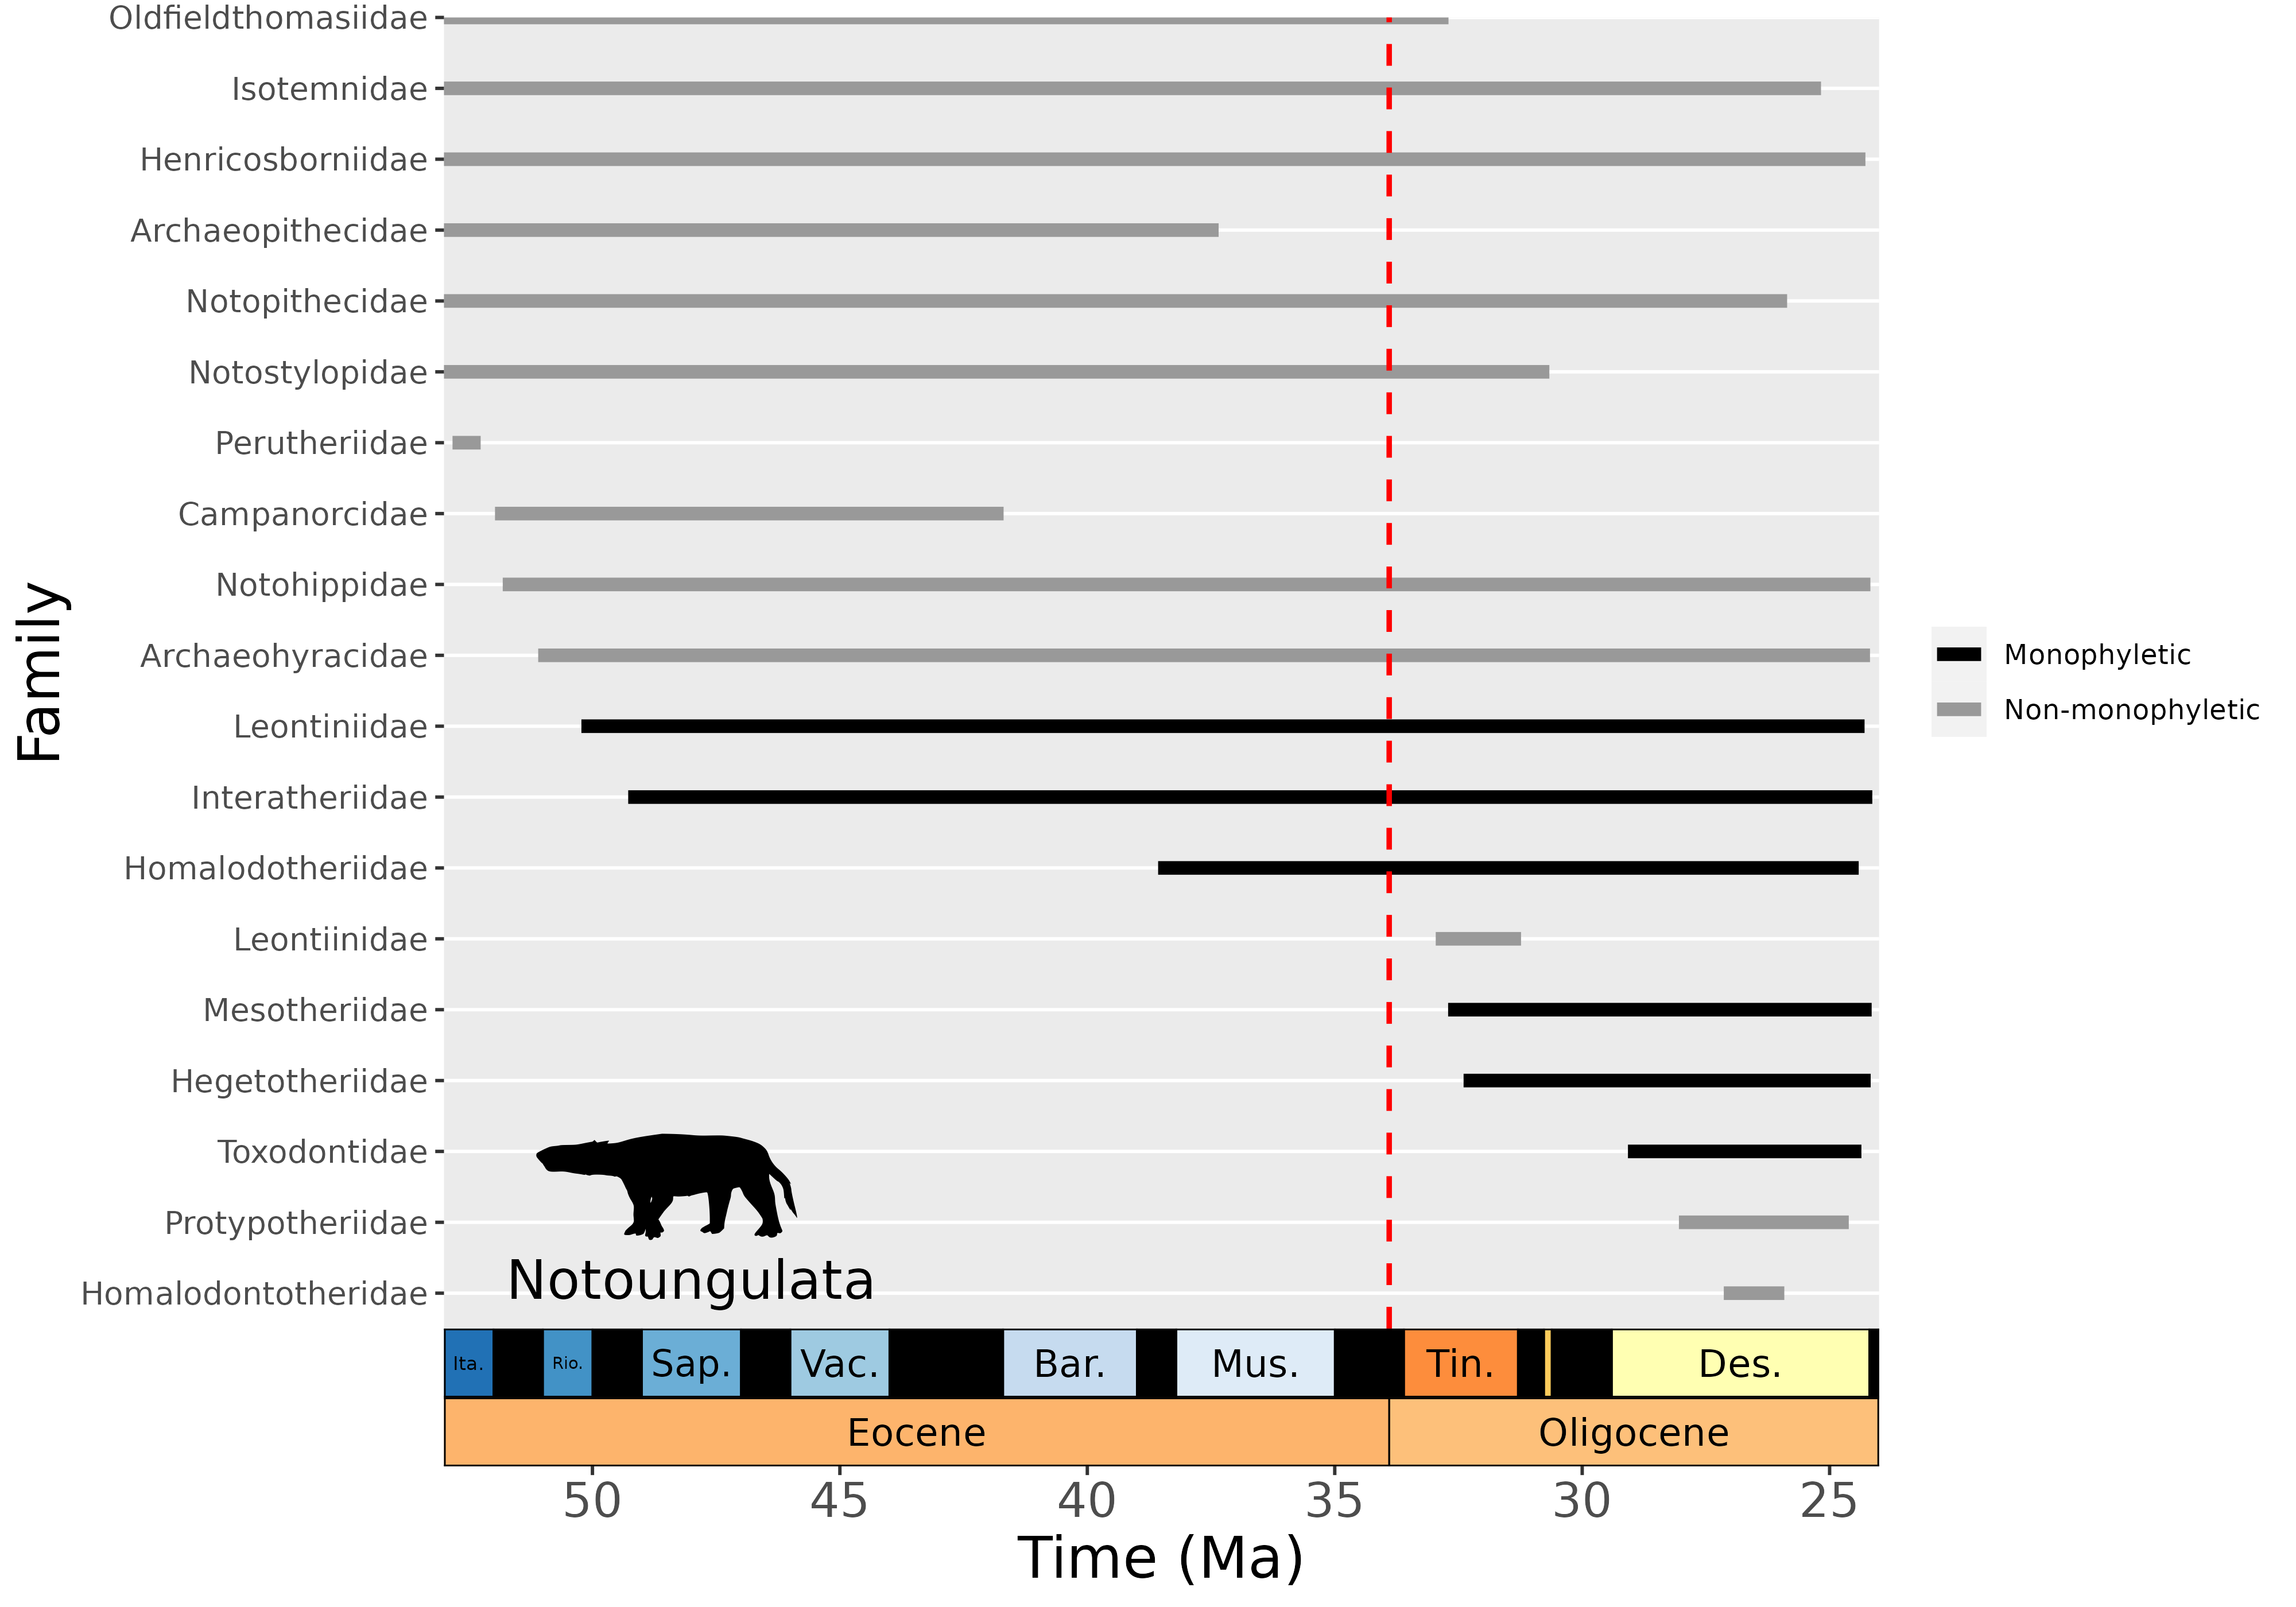 Oldfieldthomasiidae
Isotemnidae
Henricosborniidae
Archaeopithecidae
Notopithecidae
Notostylopidae
Perutheriidae
Campanorcidae
Notohippidae
Archaeohyracidae
Leontiniidae
Interatheriidae
Homalodotheriidae
Leontiinidae
Mesotheriidae
Hegetotheriidae
Toxodontidae
Protypotheriidae
Homalodontotheridae
Family
Monophyletic
Non-monophyletic
Notoungulata
Ita. Rio. Sap. Vac. Bar. Mus. Tin. Des.
Eocene Oligocene
50 45 40 35 30 25
Time (Ma)